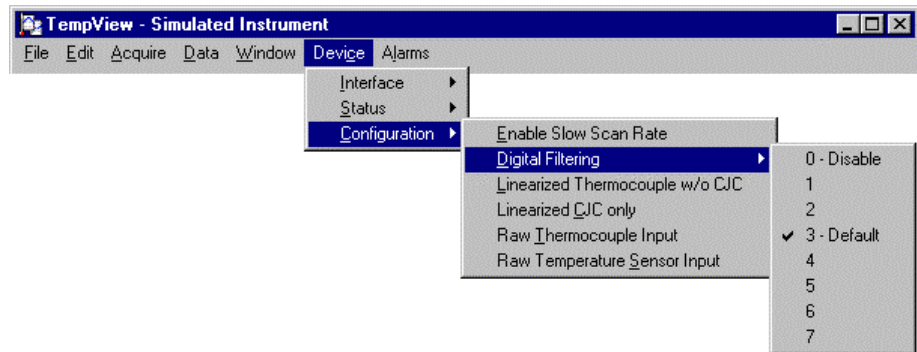 TempView - Simulated Instrument
File Edit Acquire Data Window Device Alarms
Interface
Status
Configuration
Enable Slow Scan Rate
Digital Filtering
Linearized Thermocouple w/o CJC
Linearized CJC only
Raw Thermocouple Input
Raw Temperature Sensor Input
0 - Disable
1
2
3 - Default
4
5
6
7